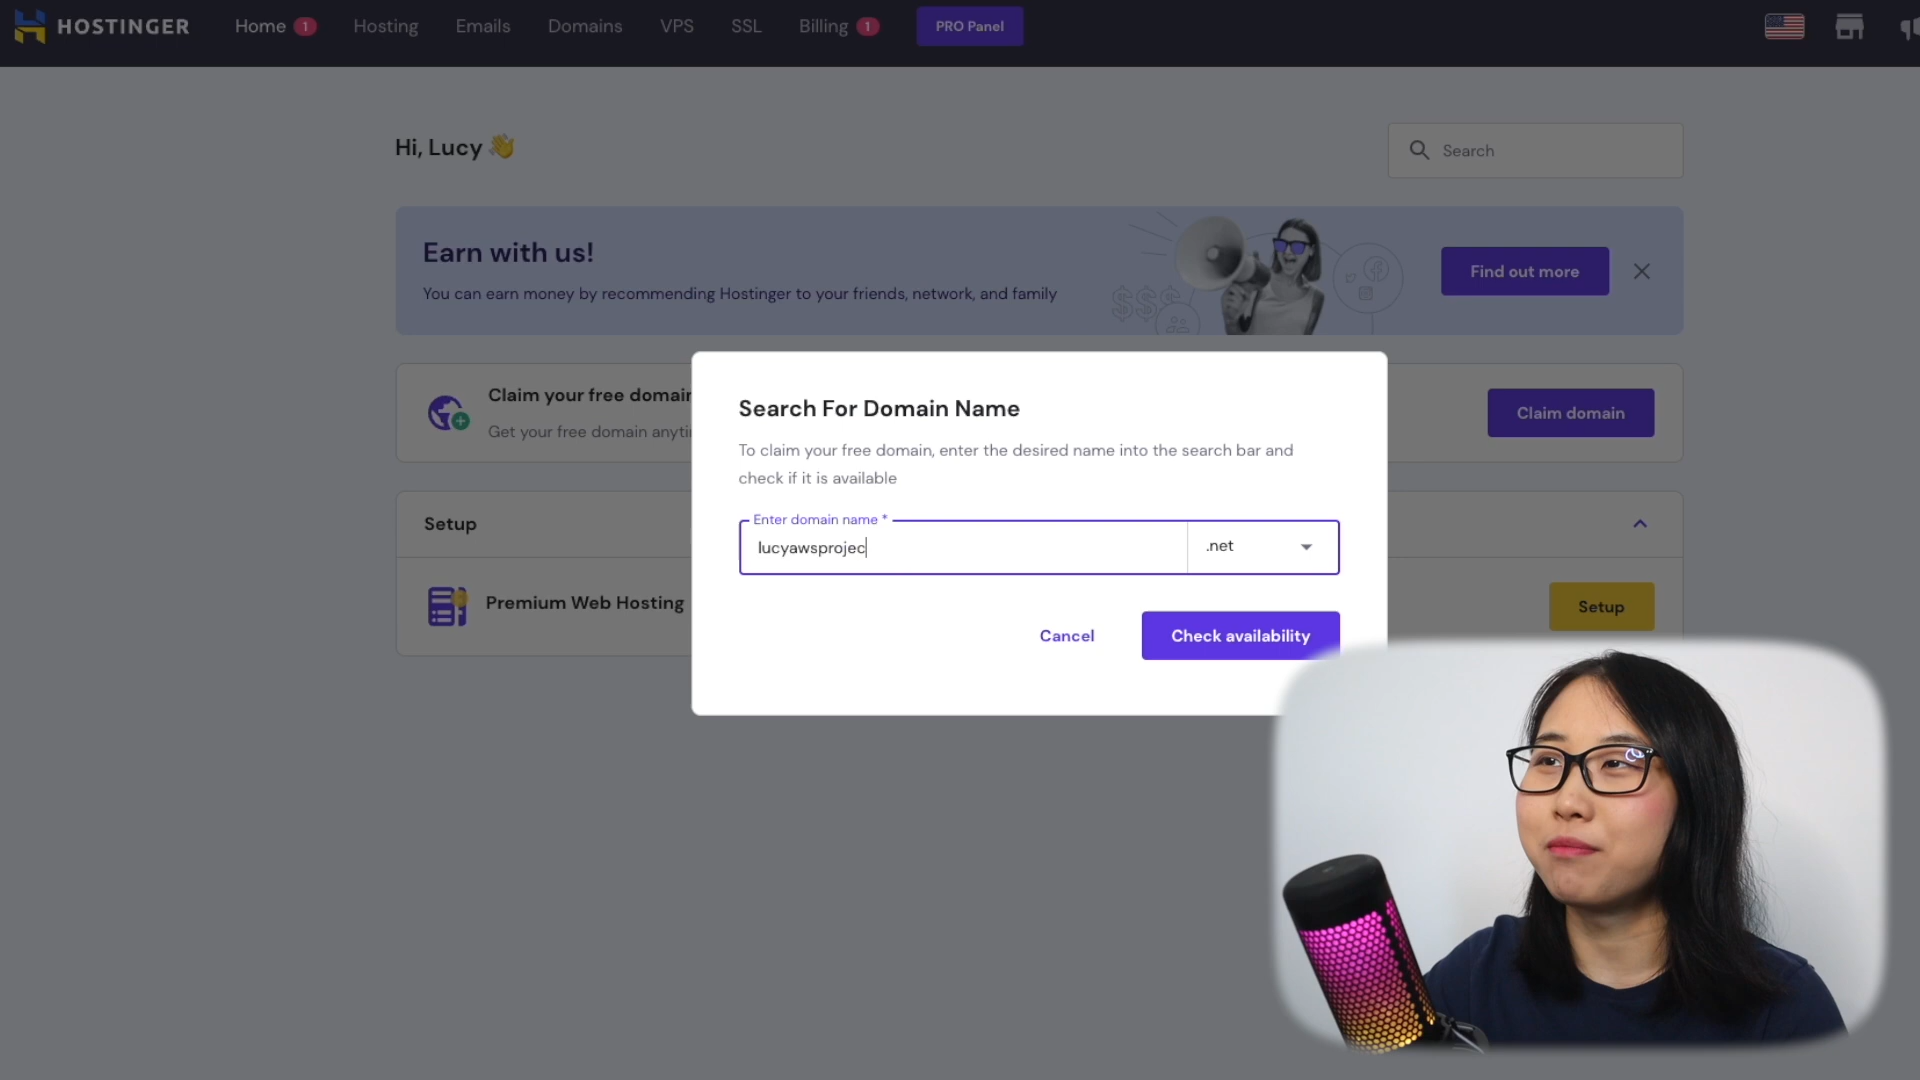 HOSTINGER
Home 1 Hosting Emails Domains VPS SSL Billing 1 PRO Panel
Hi, Lucy
Search
Earn with us!
You can earn money by recommending Hostinger to your friends, network, and family
$$$
Find out more
Claim your free domain
Get your free domain anyti
Claim domain
Search For Domain Name
To claim your free domain, enter the desired name into the search bar and
check if it is available
Enter domain name *
lucyawsprojec
.net
Cancel
Check availability
Setup
Premium Web Hosting
Setup